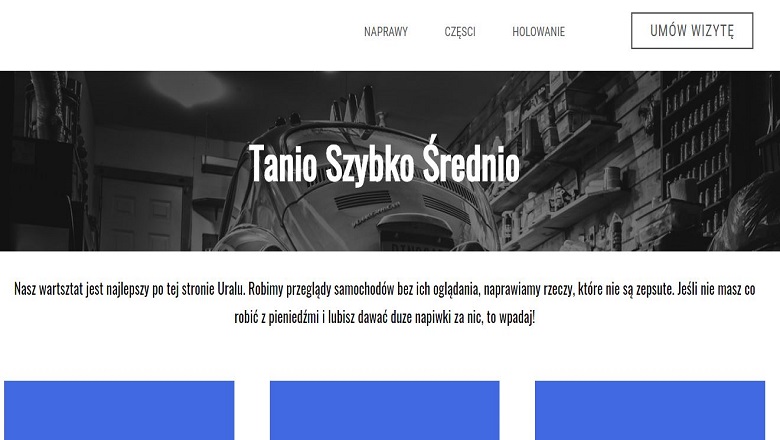 NAPRAWY CZĘSCI HOLOWANIE UMÓW WIZYTĘ
Tanio Szybko Średnio
Nasz wartsztat jest najlepszy po tej stronie Uralu. Robimy przeglądy samochodów bez ich oglądania, naprawiamy rzeczy, które nie są zepsute. Jeśli nie masz co
robić z pieniedźmi i lubisz dawać duze napiwki za nic, to wpadaj!